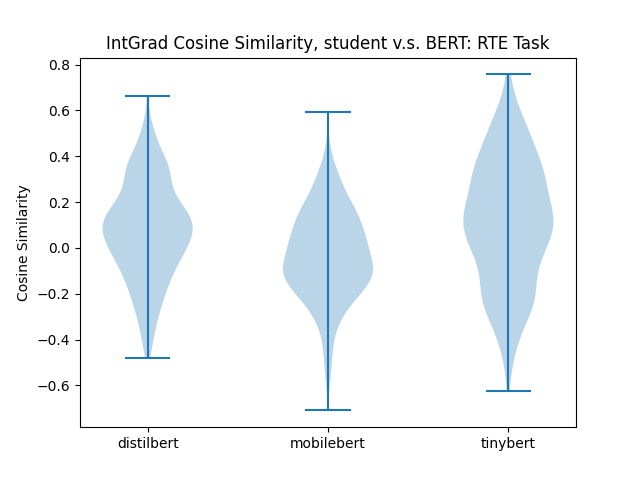 IntGrad Cosine Similarity, student v.s. BERT: RTE Task
0.8
0.6
0.4
0.2
0.0
−0.2
−0.4
−0.6
Cosine Similarity
distilbert
mobilebert
tinybert